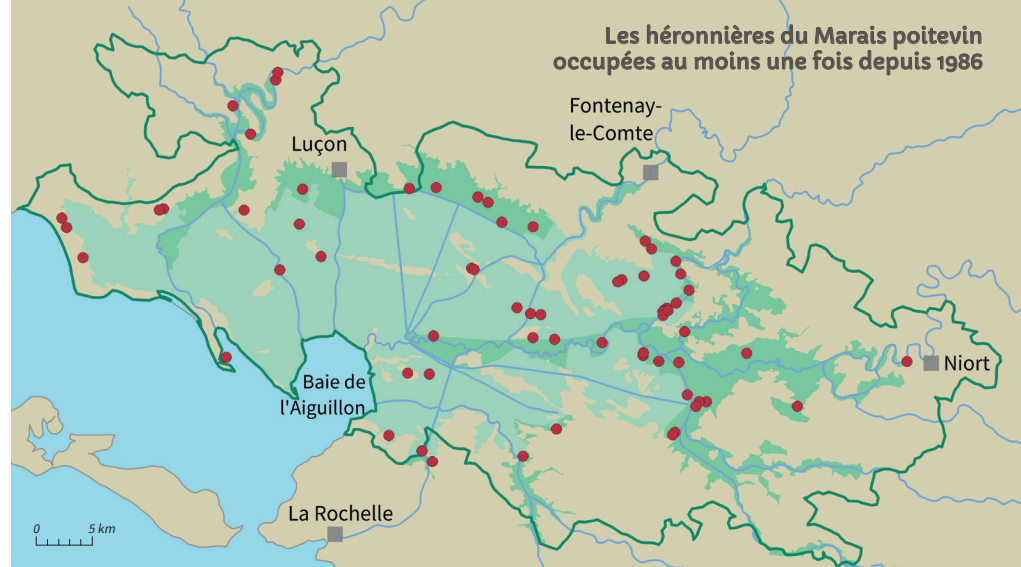 Les héronnières du Marais poitevin
occupées au moins une fois depuis 1986
Fontenay-
le-Comte
Luçon
Niort
Baie de
l'Aiguillon
La Rochelle
0 5 km